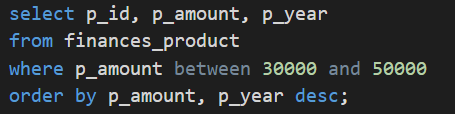 select p_id, p_amount, p_year
from finances_product
where p_amount between 30000 and 50000
order by p_amount, p_year desc;